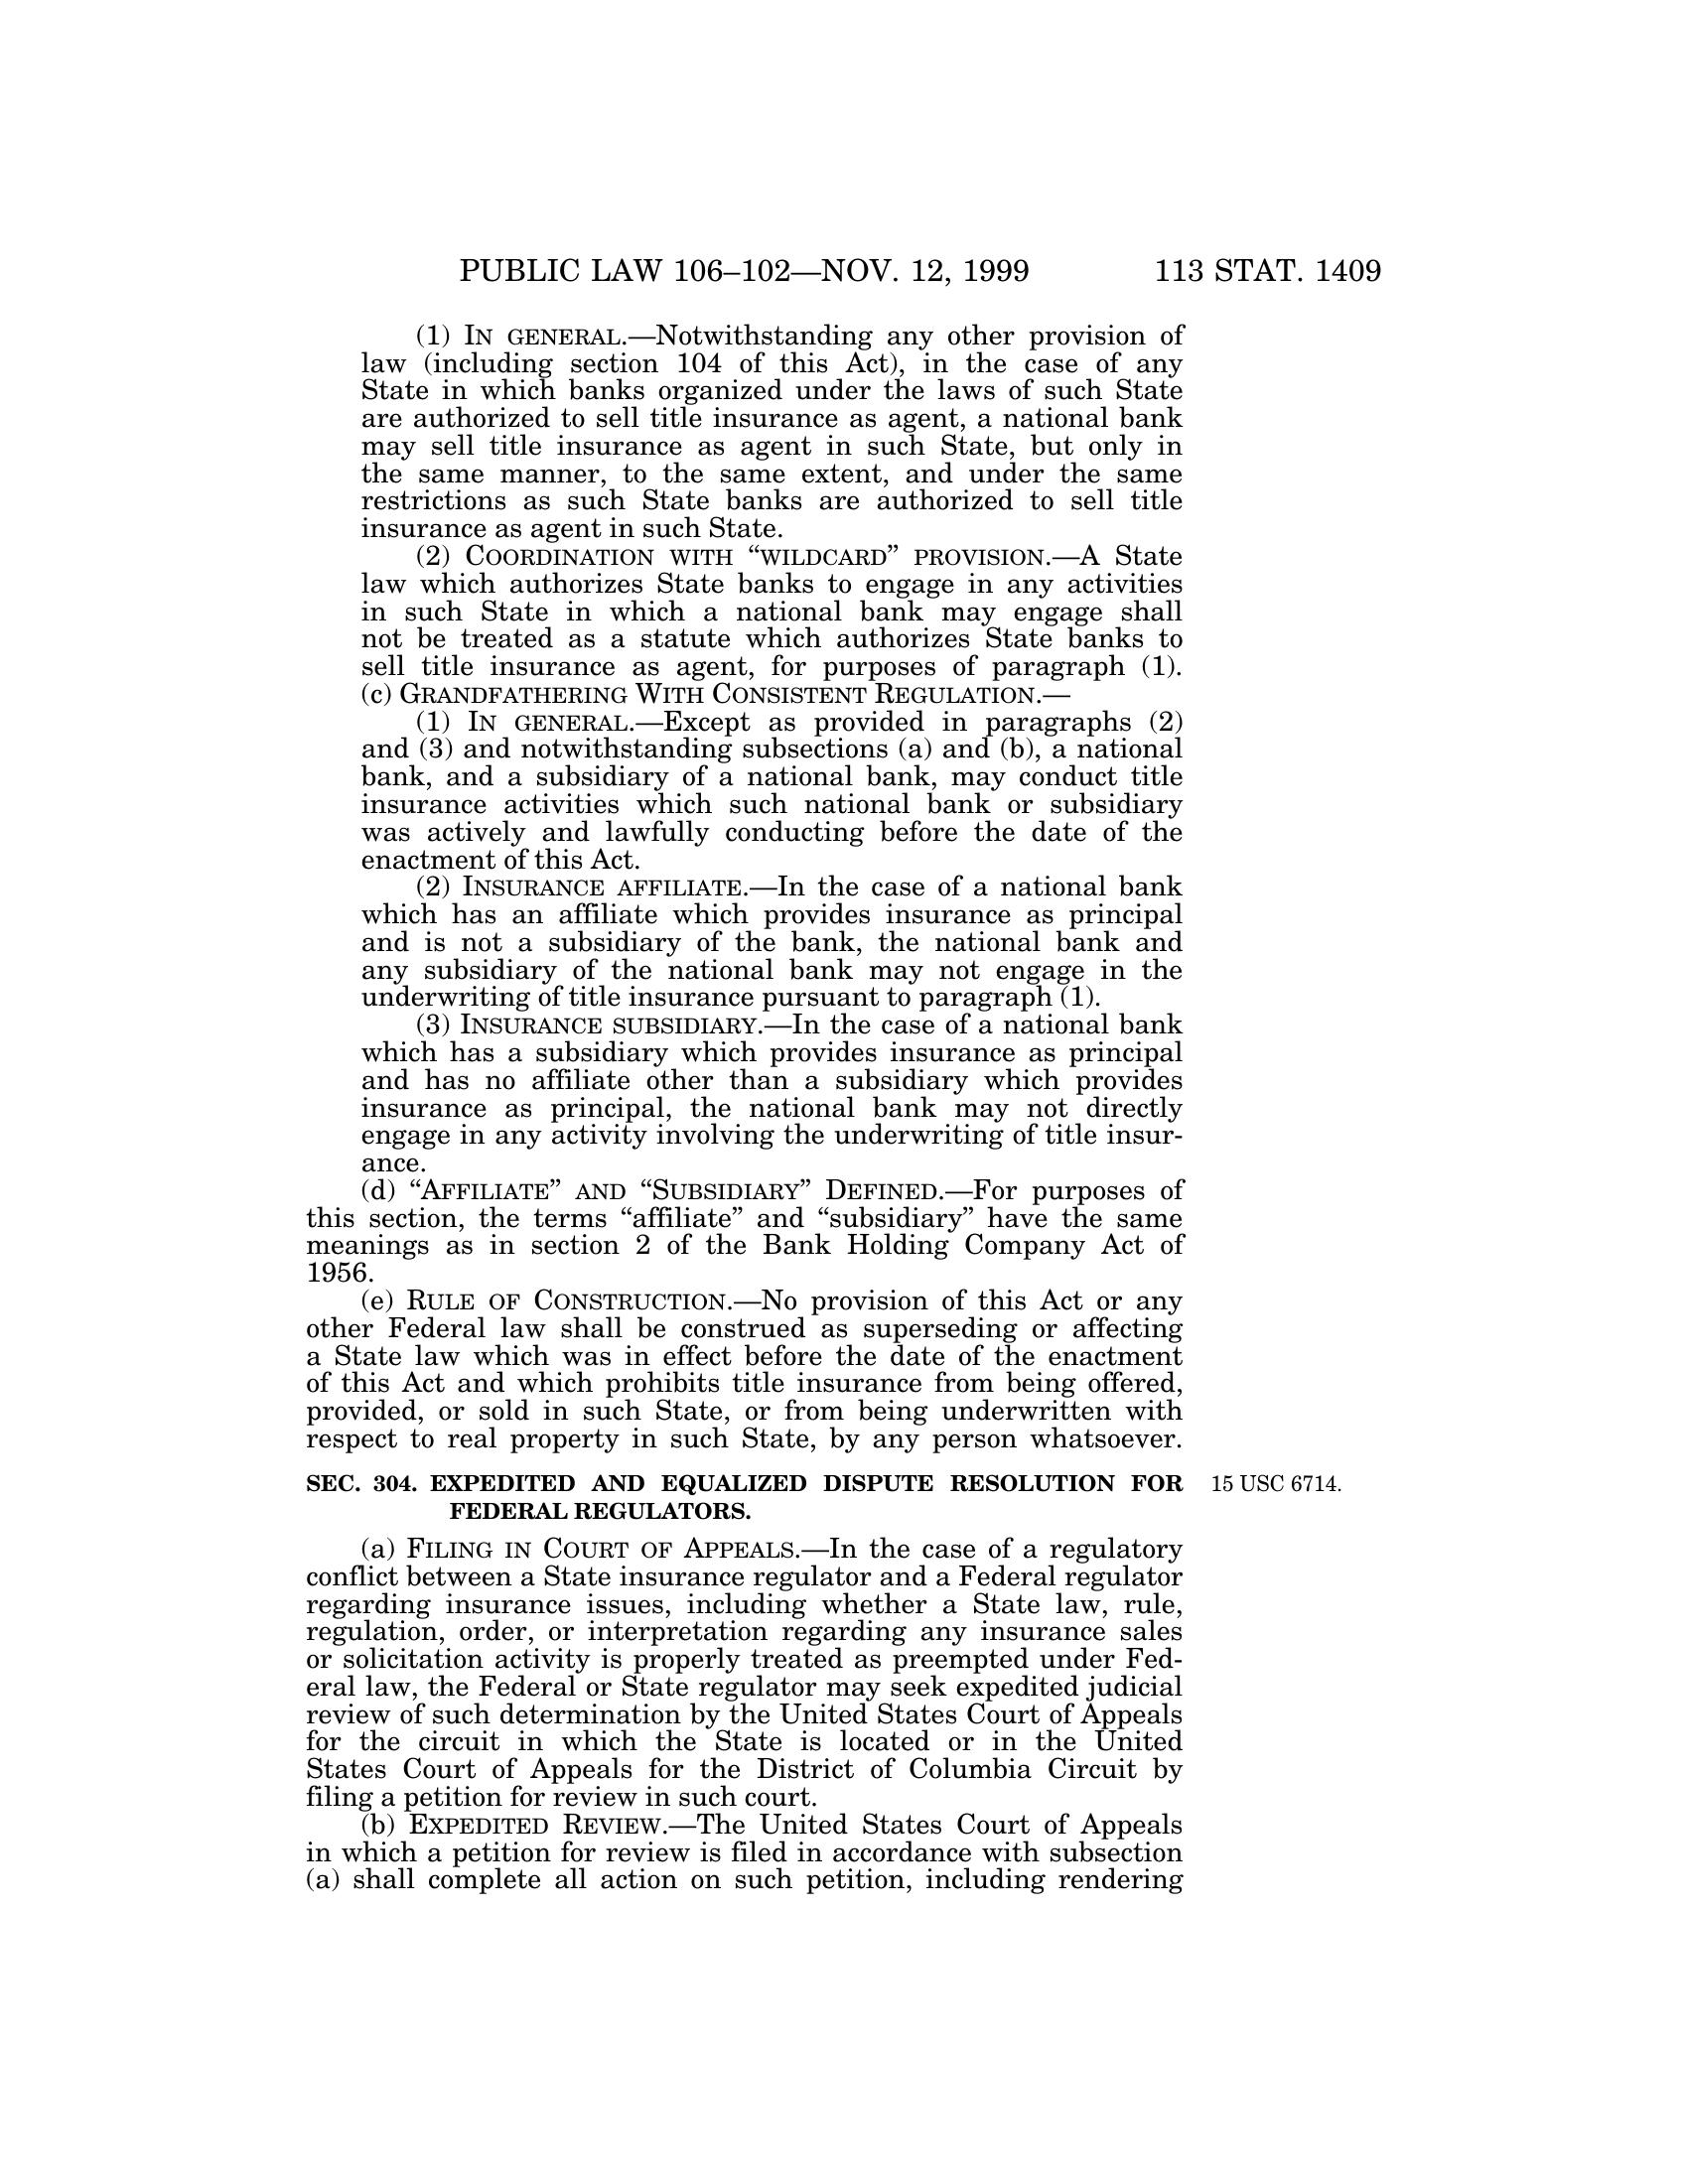 PUBLIC LAW 106–102—NOV. 12, 1999 113 STAT. 1409
(1) IN GENERAL.—Notwithstanding any other provision of
law (including section 104 of this Act), in the case of any
State in which banks organized under the laws of such State
are authorized to sell title insurance as agent, a national bank
may sell title insurance as agent in such State, but only in
the same manner, to the same extent, and under the same
restrictions as such State banks are authorized to sell title
insurance as agent in such State.
(2) COORDINATION WITH “WILDCARD” PROVISION.—A State
law which authorizes State banks to engage in any activities
in such State in which a national bank may engage shall
not be treated as a statute which authorizes State banks to
sell title insurance as agent, for purposes of paragraph (1).
(c) GRANDFATHERING WITH CONSISTENT REGULATION.—
(1) IN GENERAL.—Except as provided in paragraphs (2)
and (3) and notwithstanding subsections (a) and (b), a national
bank, and a subsidiary of a national bank, may conduct title
insurance activities which such national bank or subsidiary
was actively and lawfully conducting before the date of the
enactment of this Act.
(2) INSURANCE AFFILIATE.—In the case of a national bank
which has an affiliate which provides insurance as principal
and is not a subsidiary of the bank, the national bank and
any subsidiary of the national bank may not engage in the
underwriting of title insurance pursuant to paragraph (1).
(3) INSURANCE SUBSIDIARY.—In the case of a national bank
which has a subsidiary which provides insurance as principal
and has no affiliate other than a subsidiary which provides
insurance as principal, the national bank may not directly
engage in any activity involving the underwriting of title insur-
ance.
(d) “AFFILIATE” AND “SUBSIDIARY” DEFINED.—For purposes of
this section, the terms “affiliate” and “subsidiary” have the same
meanings as in section 2 of the Bank Holding Company Act of
1956.
(e) RULE OF CONSTRUCTION.—No provision of this Act or any
other Federal law shall be construed as superseding or affecting
a State law which was in effect before the date of the enactment
of this Act and which prohibits title insurance from being offered,
provided, or sold in such State, or from being underwritten with
respect to real property in such State, by any person whatsoever.
SEC. 304. EXPEDITED AND EQUALIZED DISPUTE RESOLUTION FOR 15 USC 6714.
FEDERAL REGULATORS.
(a) FILING IN COURT OF APPEALS.—In the case of a regulatory
conflict between a State insurance regulator and a Federal regulator
regarding insurance issues, including whether a State law, rule,
regulation, order, or interpretation regarding any insurance sales
or solicitation activity is properly treated as preempted under Fed-
eral law, the Federal or State regulator may seek expedited judicial
review of such determination by the United States Court of Appeals
for the circuit in which the State is located or in the United
States Court of Appeals for the District of Columbia Circuit by
filing a petition for review in such court.
(b) EXPEDITED REVIEW.—The United States Court of Appeals
in which a petition for review is filed in accordance with subsection
(a) shall complete all action on such petition, including rendering